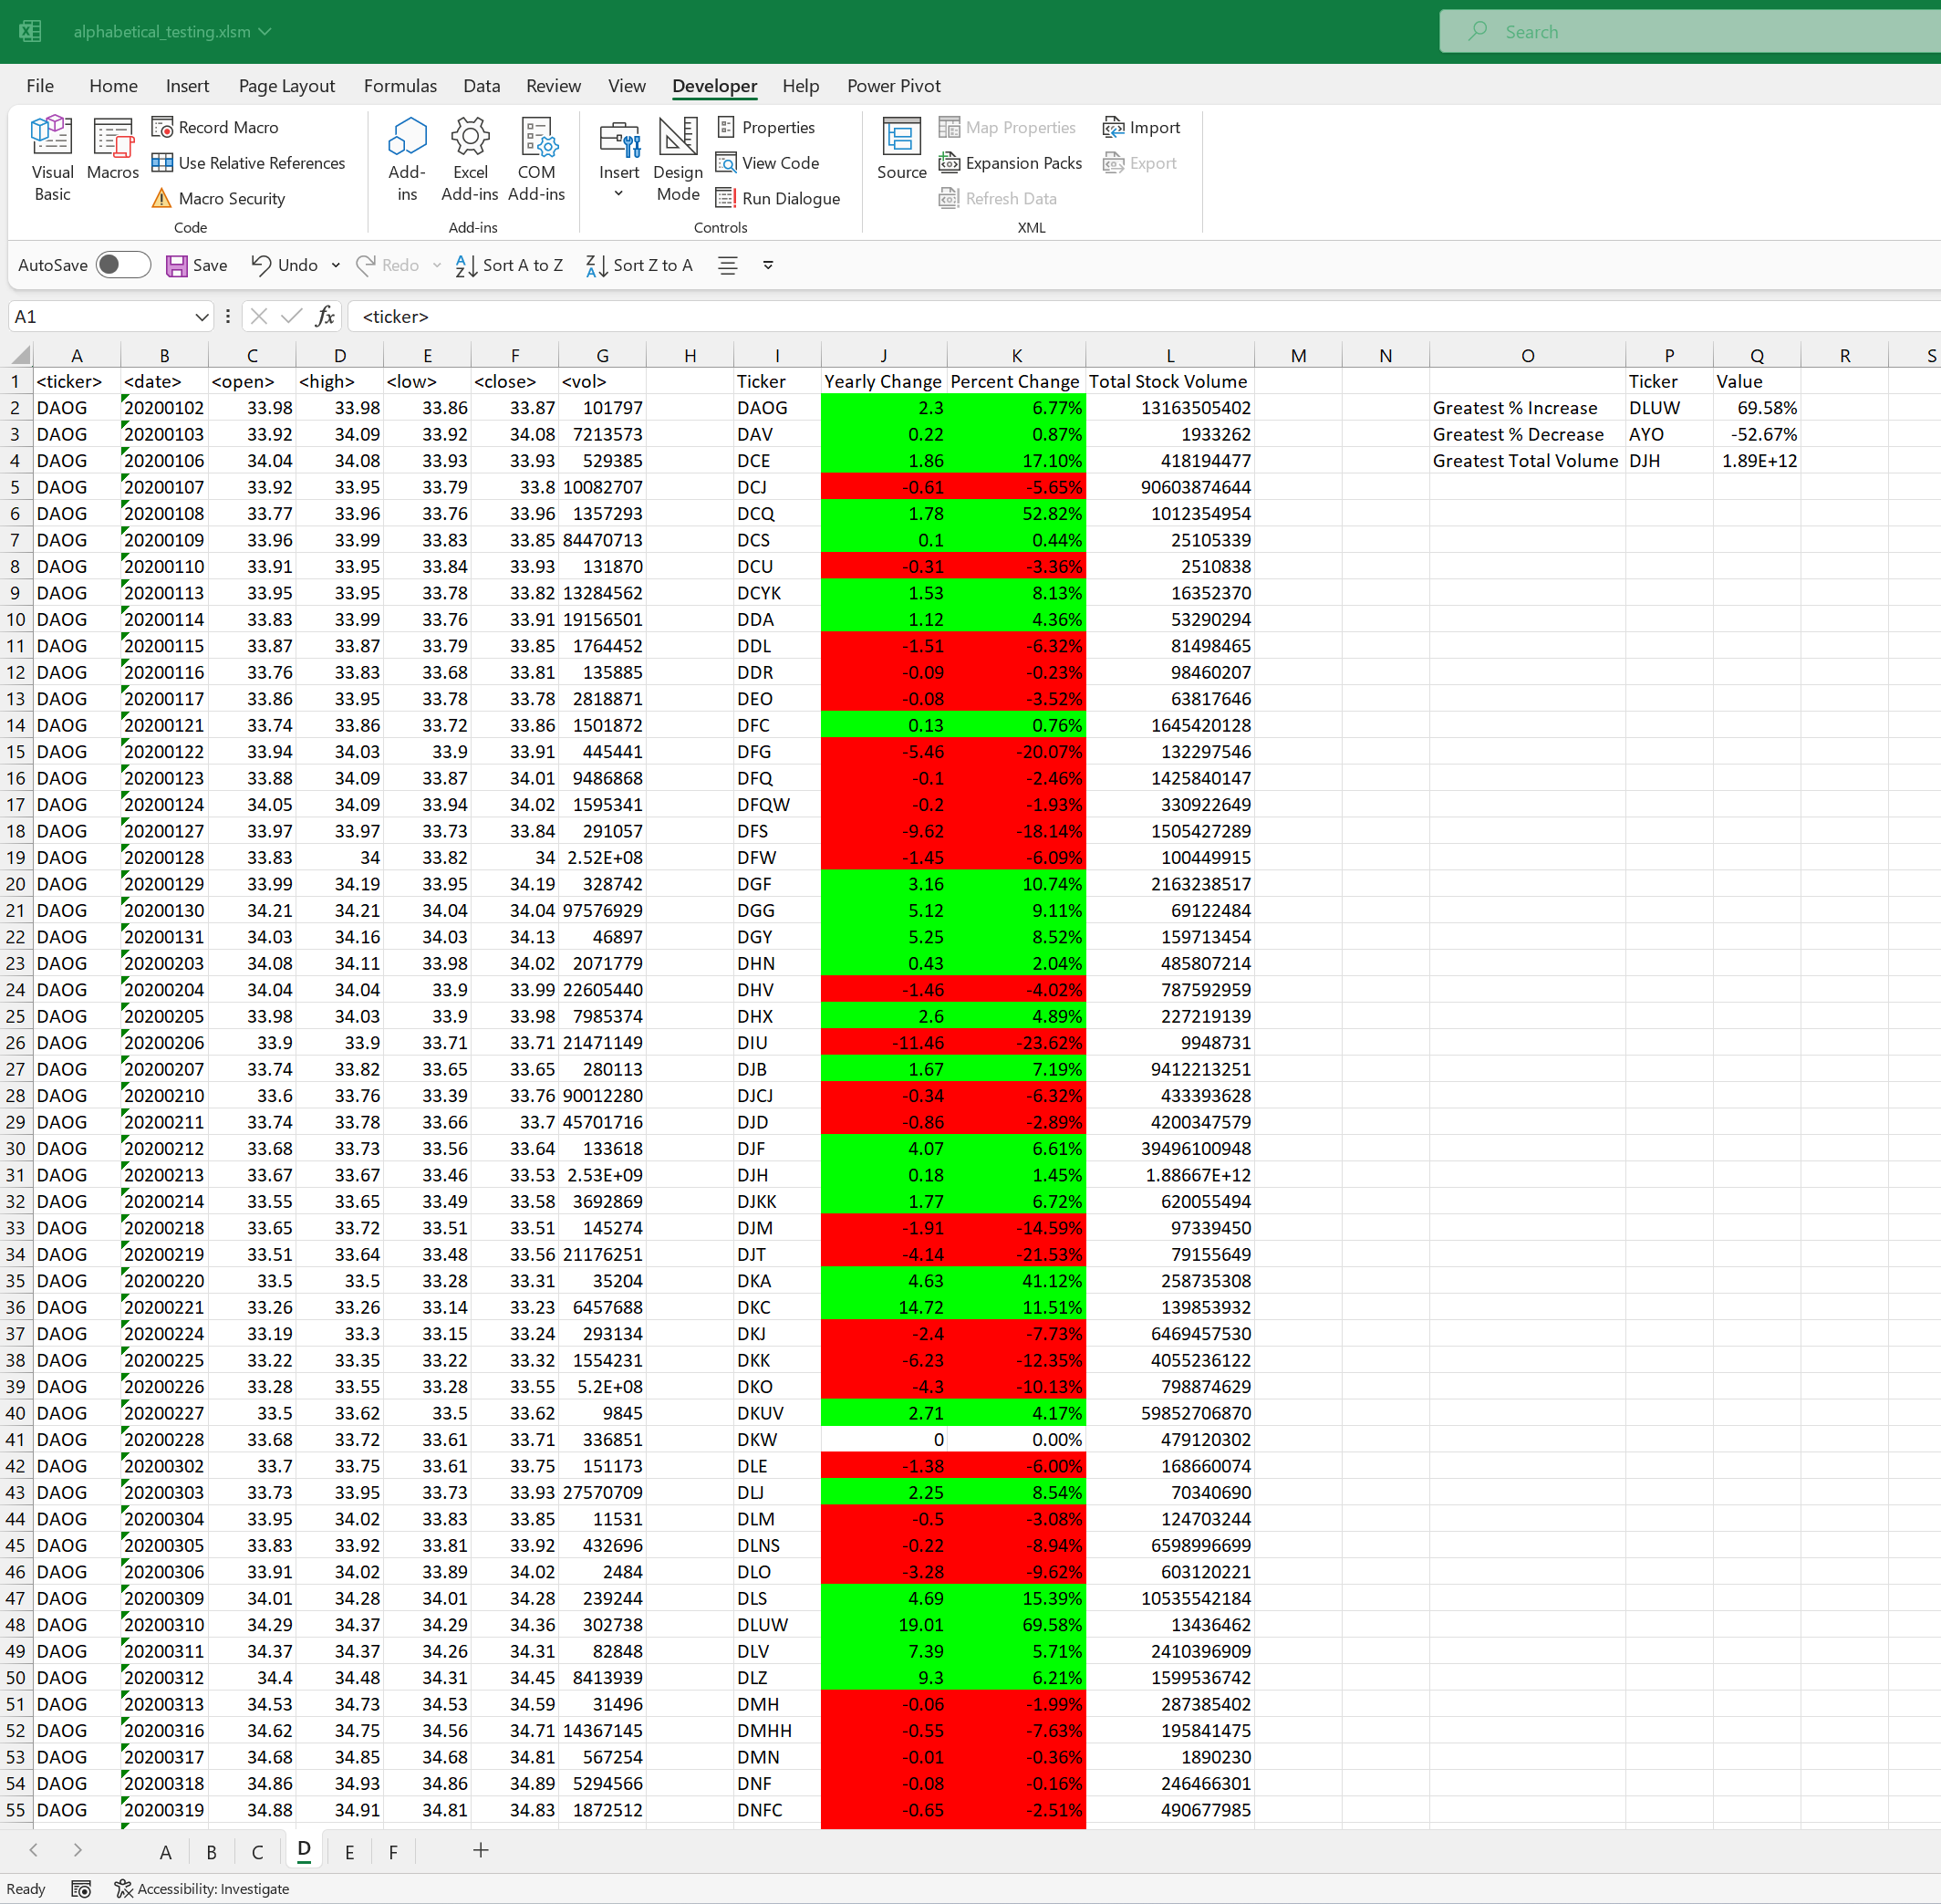 alphabetical_testing.xlsm
Search
File Home Insert Page Layout Formulas Data Review View Developer Help Power Pivot
Visual Basic
Macros
Record Macro
Use Relative References
Macro Security
Code
Add-ins
Excel Add-ins
COM Add-ins
Add-ins
Insert
Design Mode
Properties
View Code
Run Dialogue
Controls
Source
Map Properties
Expansion Packs
Refresh Data
Import
Export
XML
AutoSave Save Undo Redo Sort A to Z Sort Z to A
A1 fx <ticker>
A B C D E F G H I J K L M N O P Q R S
1 <ticker> <date> <open> <high> <low> <close> <vol> Ticker Yearly Change Percent Change Total Stock Volume Ticker Value
2 DAOG 20200102 33.98 33.98 33.86 33.87 101797 DAOG 2.3 6.77% 13163505402 Greatest % Increase DLUW 69.58%
3 DAOG 20200103 33.92 34.09 33.92 34.08 7213573 DAV 0.22 0.87% 1933262 Greatest % Decrease AYO -52.67%
4 DAOG 20200106 34.04 34.08 33.93 33.93 529385 DCE 1.86 17.10% 418194477 Greatest Total Volume DJH 1.89E+12
5 DAOG 20200107 33.92 33.95 33.79 33.8 10082707 DCJ -0.61 -5.65% 90603874644
6 DAOG 20200108 33.77 33.96 33.76 33.96 1357293 DCQ 1.78 52.82% 1012354954
7 DAOG 20200109 33.96 33.99 33.83 33.85 84470713 DCS 0.1 0.44% 25105339
8 DAOG 20200110 33.91 33.95 33.84 33.93 131870 DCU -0.31 -3.36% 2510838
9 DAOG 20200113 33.95 33.95 33.78 33.82 13284562 DCYK 1.53 8.13% 16352370
10 DAOG 20200114 33.83 33.99 33.76 33.91 19156501 DDA 1.12 4.36% 53290294
11 DAOG 20200115 33.87 33.87 33.79 33.85 1764452 DDL -1.51 -6.32% 81498465
12 DAOG 20200116 33.76 33.83 33.68 33.81 135885 DDR -0.09 -0.23% 98460207
13 DAOG 20200117 33.86 33.95 33.78 33.78 2818871 DEO -0.08 -3.52% 63817646
14 DAOG 20200121 33.74 33.86 33.72 33.86 1501872 DFC 0.13 0.76% 1645420128
15 DAOG 20200122 33.94 34.03 33.9 33.91 445441 DFG -5.46 -20.07% 132297546
16 DAOG 20200123 33.88 34.09 33.87 34.01 9486868 DFQ -0.1 -2.46% 1425840147
17 DAOG 20200124 34.05 34.09 33.94 34.02 1595341 DFQW -0.2 -1.93% 330922649
18 DAOG 20200127 33.97 33.97 33.73 33.84 291057 DFS -9.62 -18.14% 1505427289
19 DAOG 20200128 33.83 34 33.82 34 2.52E+08 DFW -1.45 -6.09% 100449915
20 DAOG 20200129 33.99 34.19 33.95 34.19 328742 DGF 3.16 10.74% 2163238517
21 DAOG 20200130 34.21 34.21 34.04 34.04 97576929 DGG 5.12 9.11% 69122484
22 DAOG 20200131 34.03 34.16 34.03 34.13 46897 DGY 5.25 8.52% 159713454
23 DAOG 20200203 34.08 34.11 33.98 34.02 2071779 DHN 0.43 2.04% 485807214
24 DAOG 20200204 34.04 34.04 33.9 33.99 22605440 DHV -1.46 -4.02% 787592959
25 DAOG 20200205 33.98 34.03 33.9 33.98 7985374 DHX 2.6 4.89% 227219139
26 DAOG 20200206 33.9 33.9 33.71 33.71 21471149 DIU -11.46 -23.62% 9948731
27 DAOG 20200207 33.74 33.82 33.65 33.65 280113 DJB 1.67 7.19% 9412213251
28 DAOG 20200210 33.6 33.76 33.39 33.76 90012280 DJCJ -0.34 -6.32% 433393628
29 DAOG 20200211 33.74 33.78 33.66 33.7 45701716 DJD -0.86 -2.89% 4200347579
30 DAOG 20200212 33.68 33.73 33.56 33.64 133618 DJF 4.07 6.61% 39496100948
31 DAOG 20200213 33.67 33.67 33.46 33.53 2.53E+09 DJH 0.18 1.45% 1.88667E+12
32 DAOG 20200214 33.55 33.65 33.49 33.58 3692869 DJKK 1.77 6.72% 620055494
33 DAOG 20200218 33.65 33.72 33.51 33.51 145274 DJM -1.91 -14.59% 97339450
34 DAOG 20200219 33.51 33.64 33.48 33.56 21176251 DJT -4.14 -21.53% 79155649
35 DAOG 20200220 33.5 33.5 33.28 33.31 35204 DKA 4.63 41.12% 258735308
36 DAOG 20200221 33.26 33.26 33.14 33.23 6457688 DKC 14.72 11.51% 139853932
37 DAOG 20200224 33.19 33.3 33.15 33.24 293134 DKJ -2.4 -7.73% 6469457530
38 DAOG 20200225 33.22 33.35 33.22 33.32 1554231 DKK -6.23 -12.35% 4055236122
39 DAOG 20200226 33.28 33.55 33.28 33.55 5.2E+08 DKO -4.3 -10.13% 798874629
40 DAOG 20200227 33.5 33.62 33.5 33.62 9845 DKUV 2.71 4.17% 59852706870
41 DAOG 20200228 33.68 33.72 33.61 33.71 336851 DKW 0 0.00% 479120302
42 DAOG 20200302 33.7 33.75 33.61 33.75 151173 DLE -1.38 -6.00% 168660074
43 DAOG 20200303 33.73 33.95 33.73 33.93 27570709 DLJ 2.25 8.54% 70340690
44 DAOG 20200304 33.95 34.02 33.83 33.85 11531 DLM -0.5 -3.08% 124703244
45 DAOG 20200305 33.83 33.92 33.81 33.92 432696 DLNS -0.22 -8.94% 6598996699
46 DAOG 20200306 33.91 34.02 33.89 34.02 2484 DLO -3.28 -9.62% 603120221
47 DAOG 20200309 34.01 34.28 34.01 34.28 239244 DLS 4.69 15.39% 10535542184
48 DAOG 20200310 34.29 34.37 34.29 34.36 302738 DLUW 19.01 69.58% 13436462
49 DAOG 20200311 34.37 34.37 34.26 34.31 82848 DLV 7.39 5.71% 2410396909
50 DAOG 20200312 34.4 34.48 34.31 34.45 8413939 DLZ 9.3 6.21% 1599536742
51 DAOG 20200313 34.53 34.73 34.53 34.59 31496 DMH -0.06 -1.99% 287385402
52 DAOG 20200316 34.62 34.75 34.56 34.71 14367145 DMHH -0.55 -7.63% 195841475
53 DAOG 20200317 34.68 34.85 34.68 34.81 567254 DMN -0.01 -0.36% 1890230
54 DAOG 20200318 34.86 34.93 34.86 34.89 5294566 DNF -0.08 -0.16% 246466301
55 DAOG 20200319 34.88 34.91 34.81 34.83 1872512 DNFC -0.65 -2.51% 490677985
A B C D E F +
Ready Accessibility: Investigate